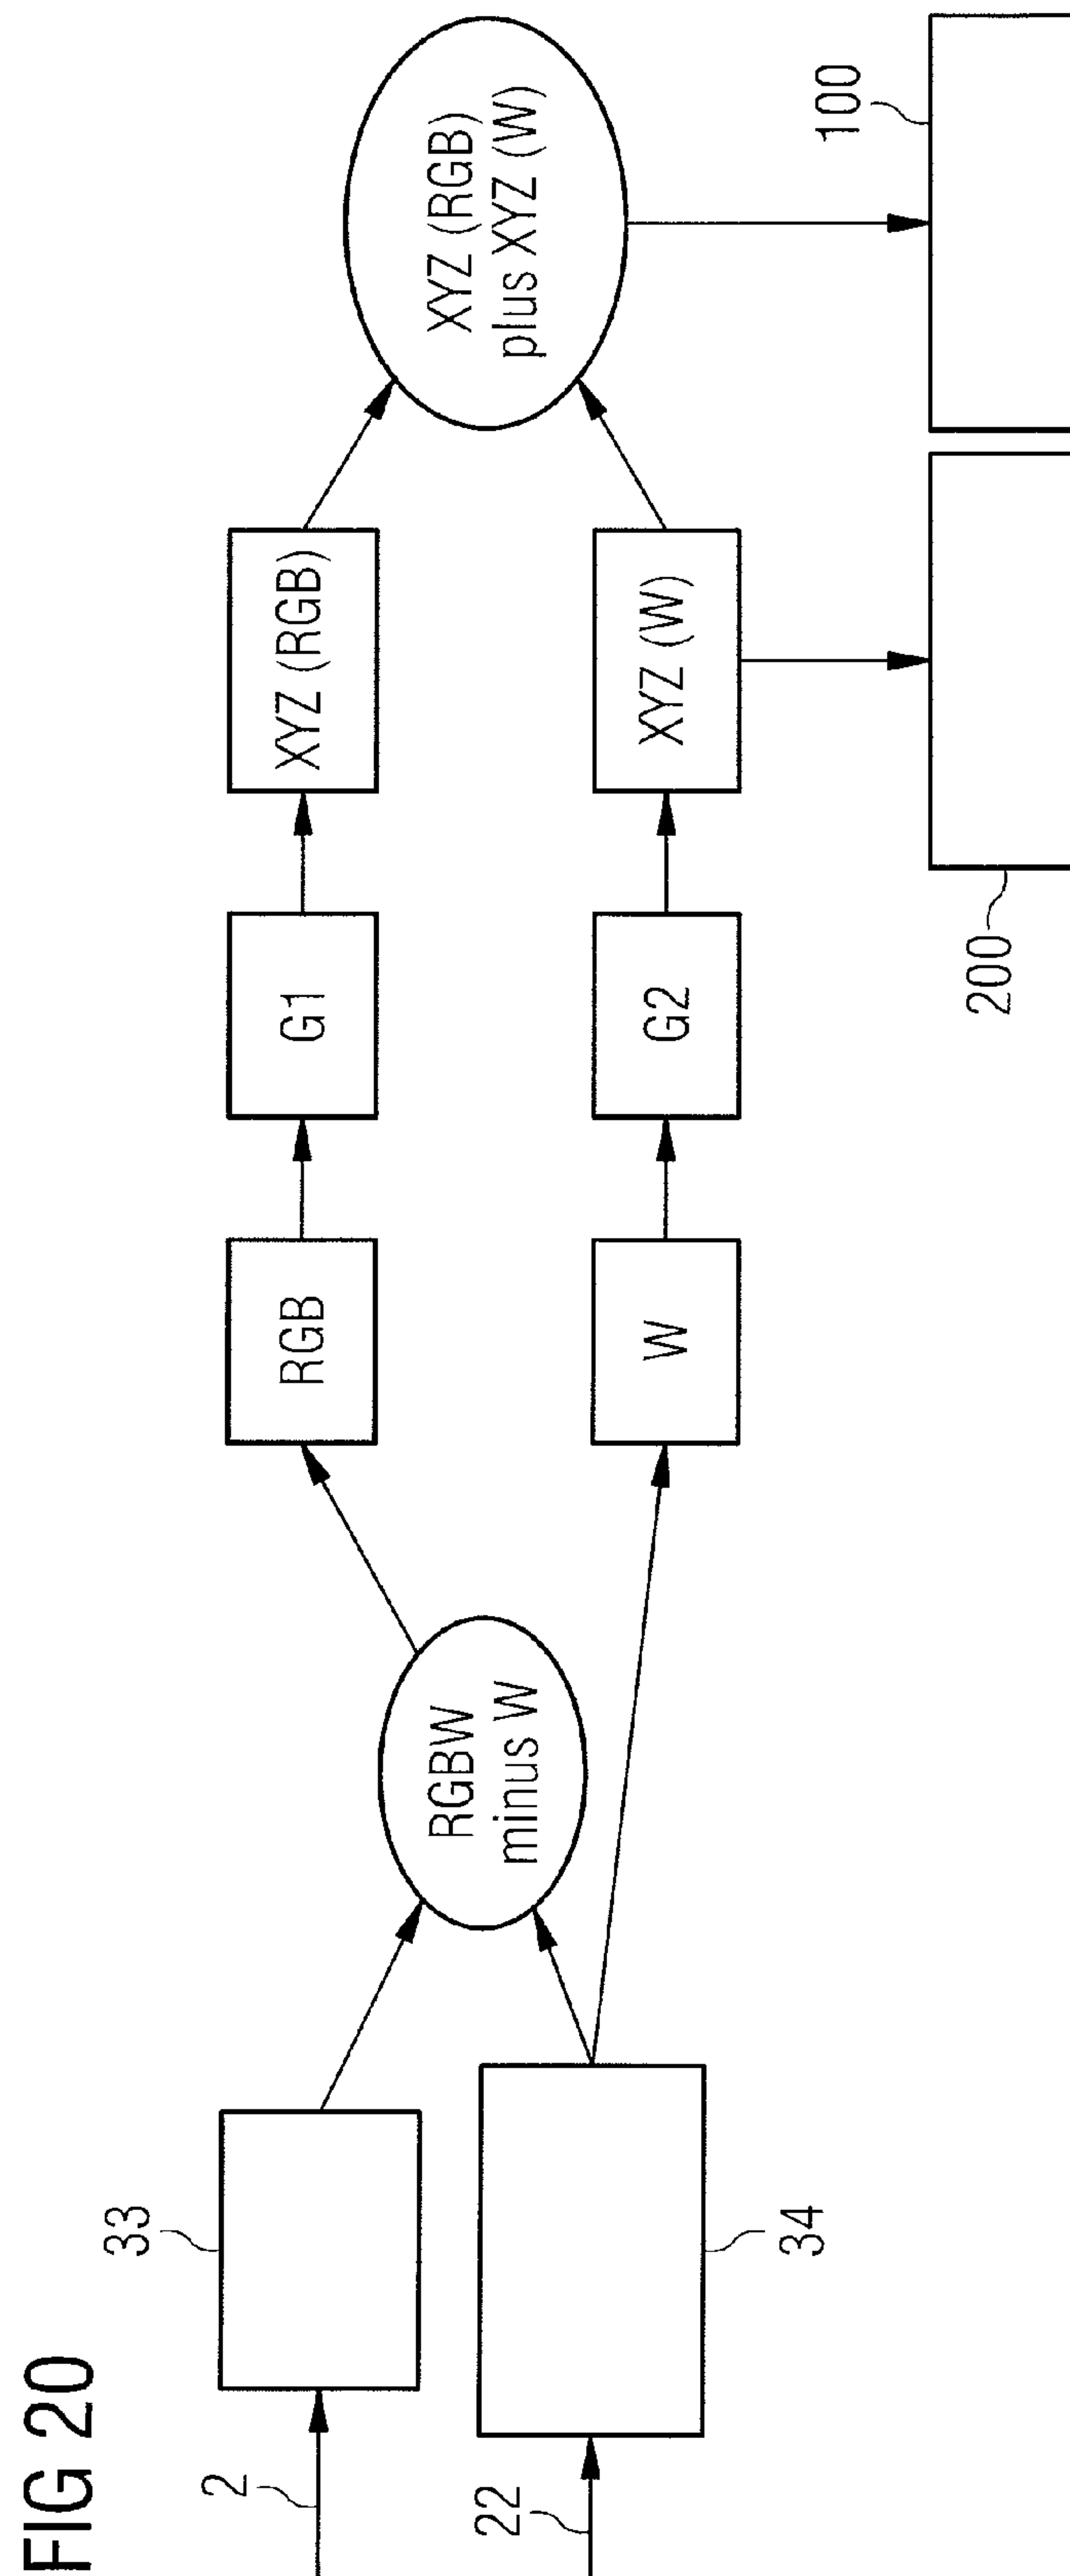 FIG 20
2
33
22
34
RGBW
minus W
RGB
W
G1
G2
XYZ (RGB)
XYZ (W)
XYZ (RGB)
plus XYZ (W)
200
100